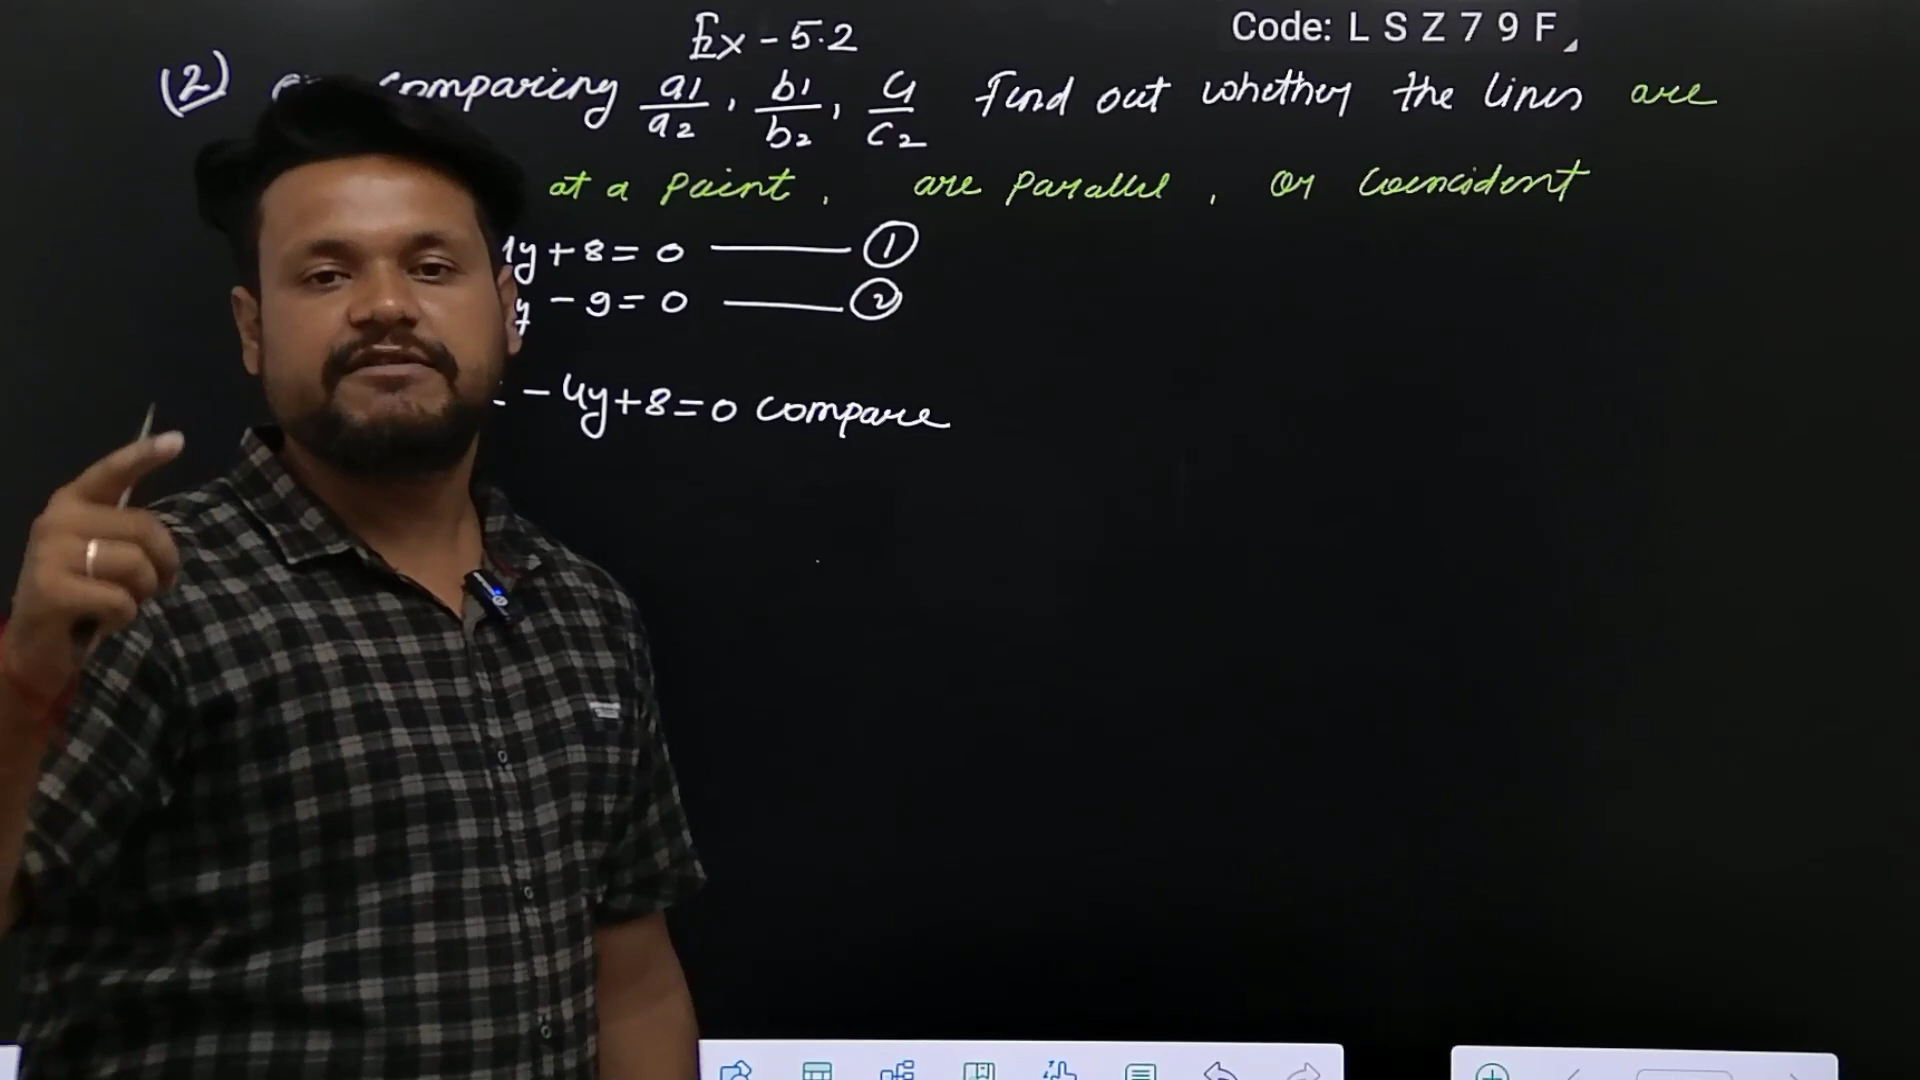 Ex - 5.2
Code: L S Z 7 9 F
(2) comparing a1/a2, b1/b2, c1/c2 Find out whether the lines are
at a point, are parallel, or coincident
4y + 8 = 0 ——— ①
y - 9 = 0 ——— ②
- 4y + 8 = 0 compare